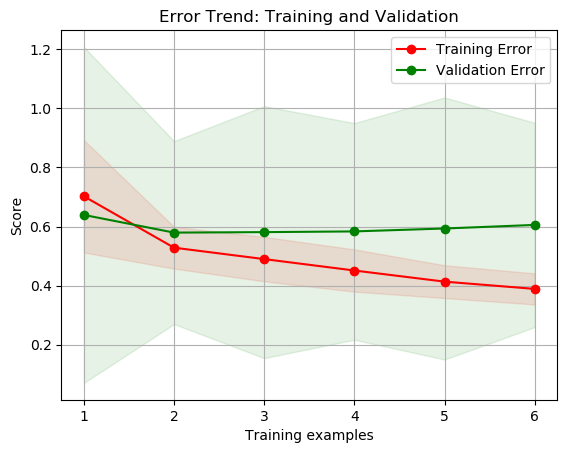 Error Trend: Training and Validation
Training Error
Validation Error
Score
1.2
1.0
0.8
0.6
0.4
0.2
1 2 3 4 5 6
Training examples